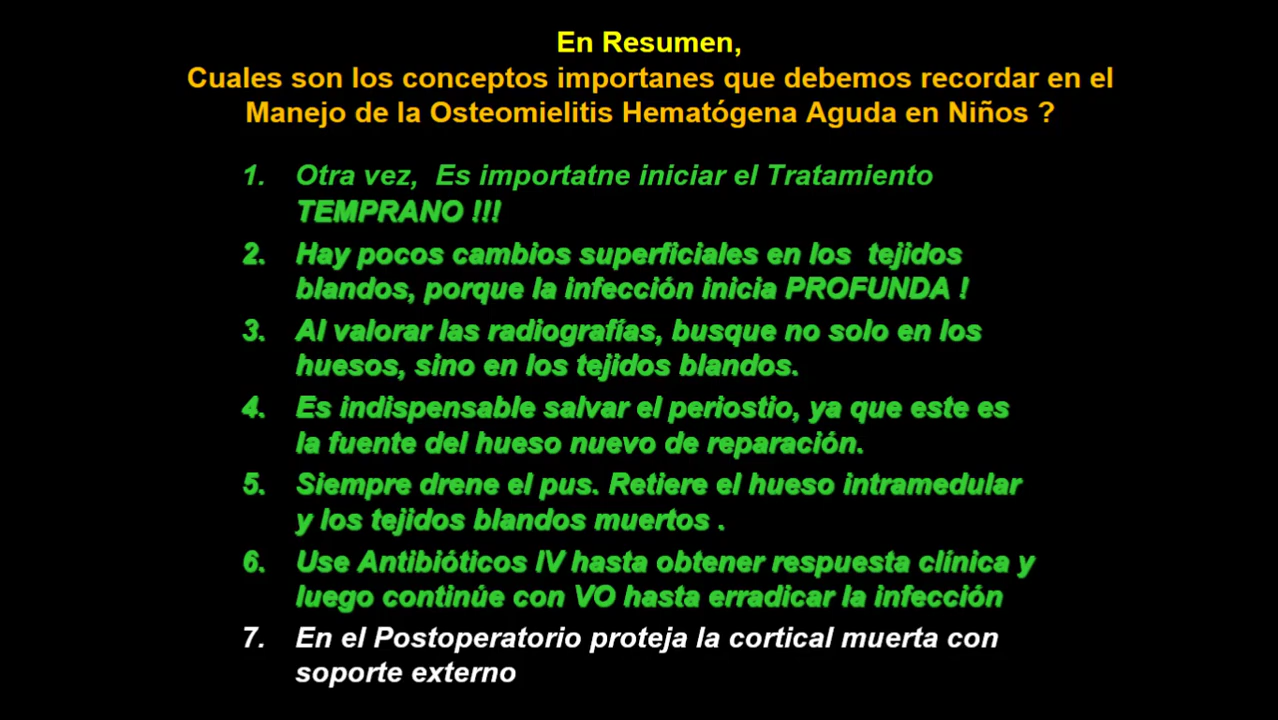 En Resumen,
Cuales son los conceptos importanes que debemos recordar en el
Manejo de la Osteomielitis Hematógena Aguda en Niños ?
1. Otra vez, Es importatne iniciar el Tratamiento
TEMPRANO !!!
2. Hay pocos cambios superficiales en los tejidos
blandos, porque la infección inicia PROFUNDA !
3. Al valorar las radiografías, busque no solo en los
huesos, sino en los tejidos blandos.
4. Es indispensable salvar el periostio, ya que este es
la fuente del hueso nuevo de reparación.
5. Siempre drene el pus. Retiere el hueso intramedular
y los tejidos blandos muertos .
6. Use Antibióticos IV hasta obtener respuesta clínica y
luego continúe con VO hasta erradicar la infección
7. En el Postoperatorio proteja la cortical muerta con
soporte externo